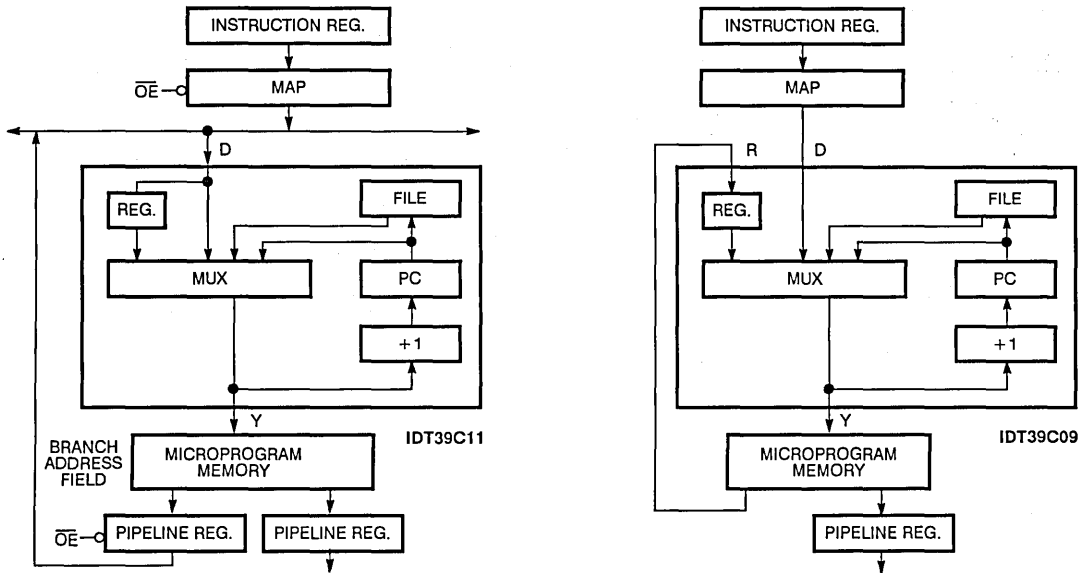 INSTRUCTION REG.
OE
MAP
D
REG.
FILE
MUX
PC
+1
Y
IDT39C11
BRANCH
ADDRESS
FIELD
MICROPROGRAM
MEMORY
OE
PIPELINE REG.
PIPELINE REG.
INSTRUCTION REG.
MAP
R
D
REG.
FILE
MUX
PC
+1
Y
IDT39C09
MICROPROGRAM
MEMORY
PIPELINE REG.